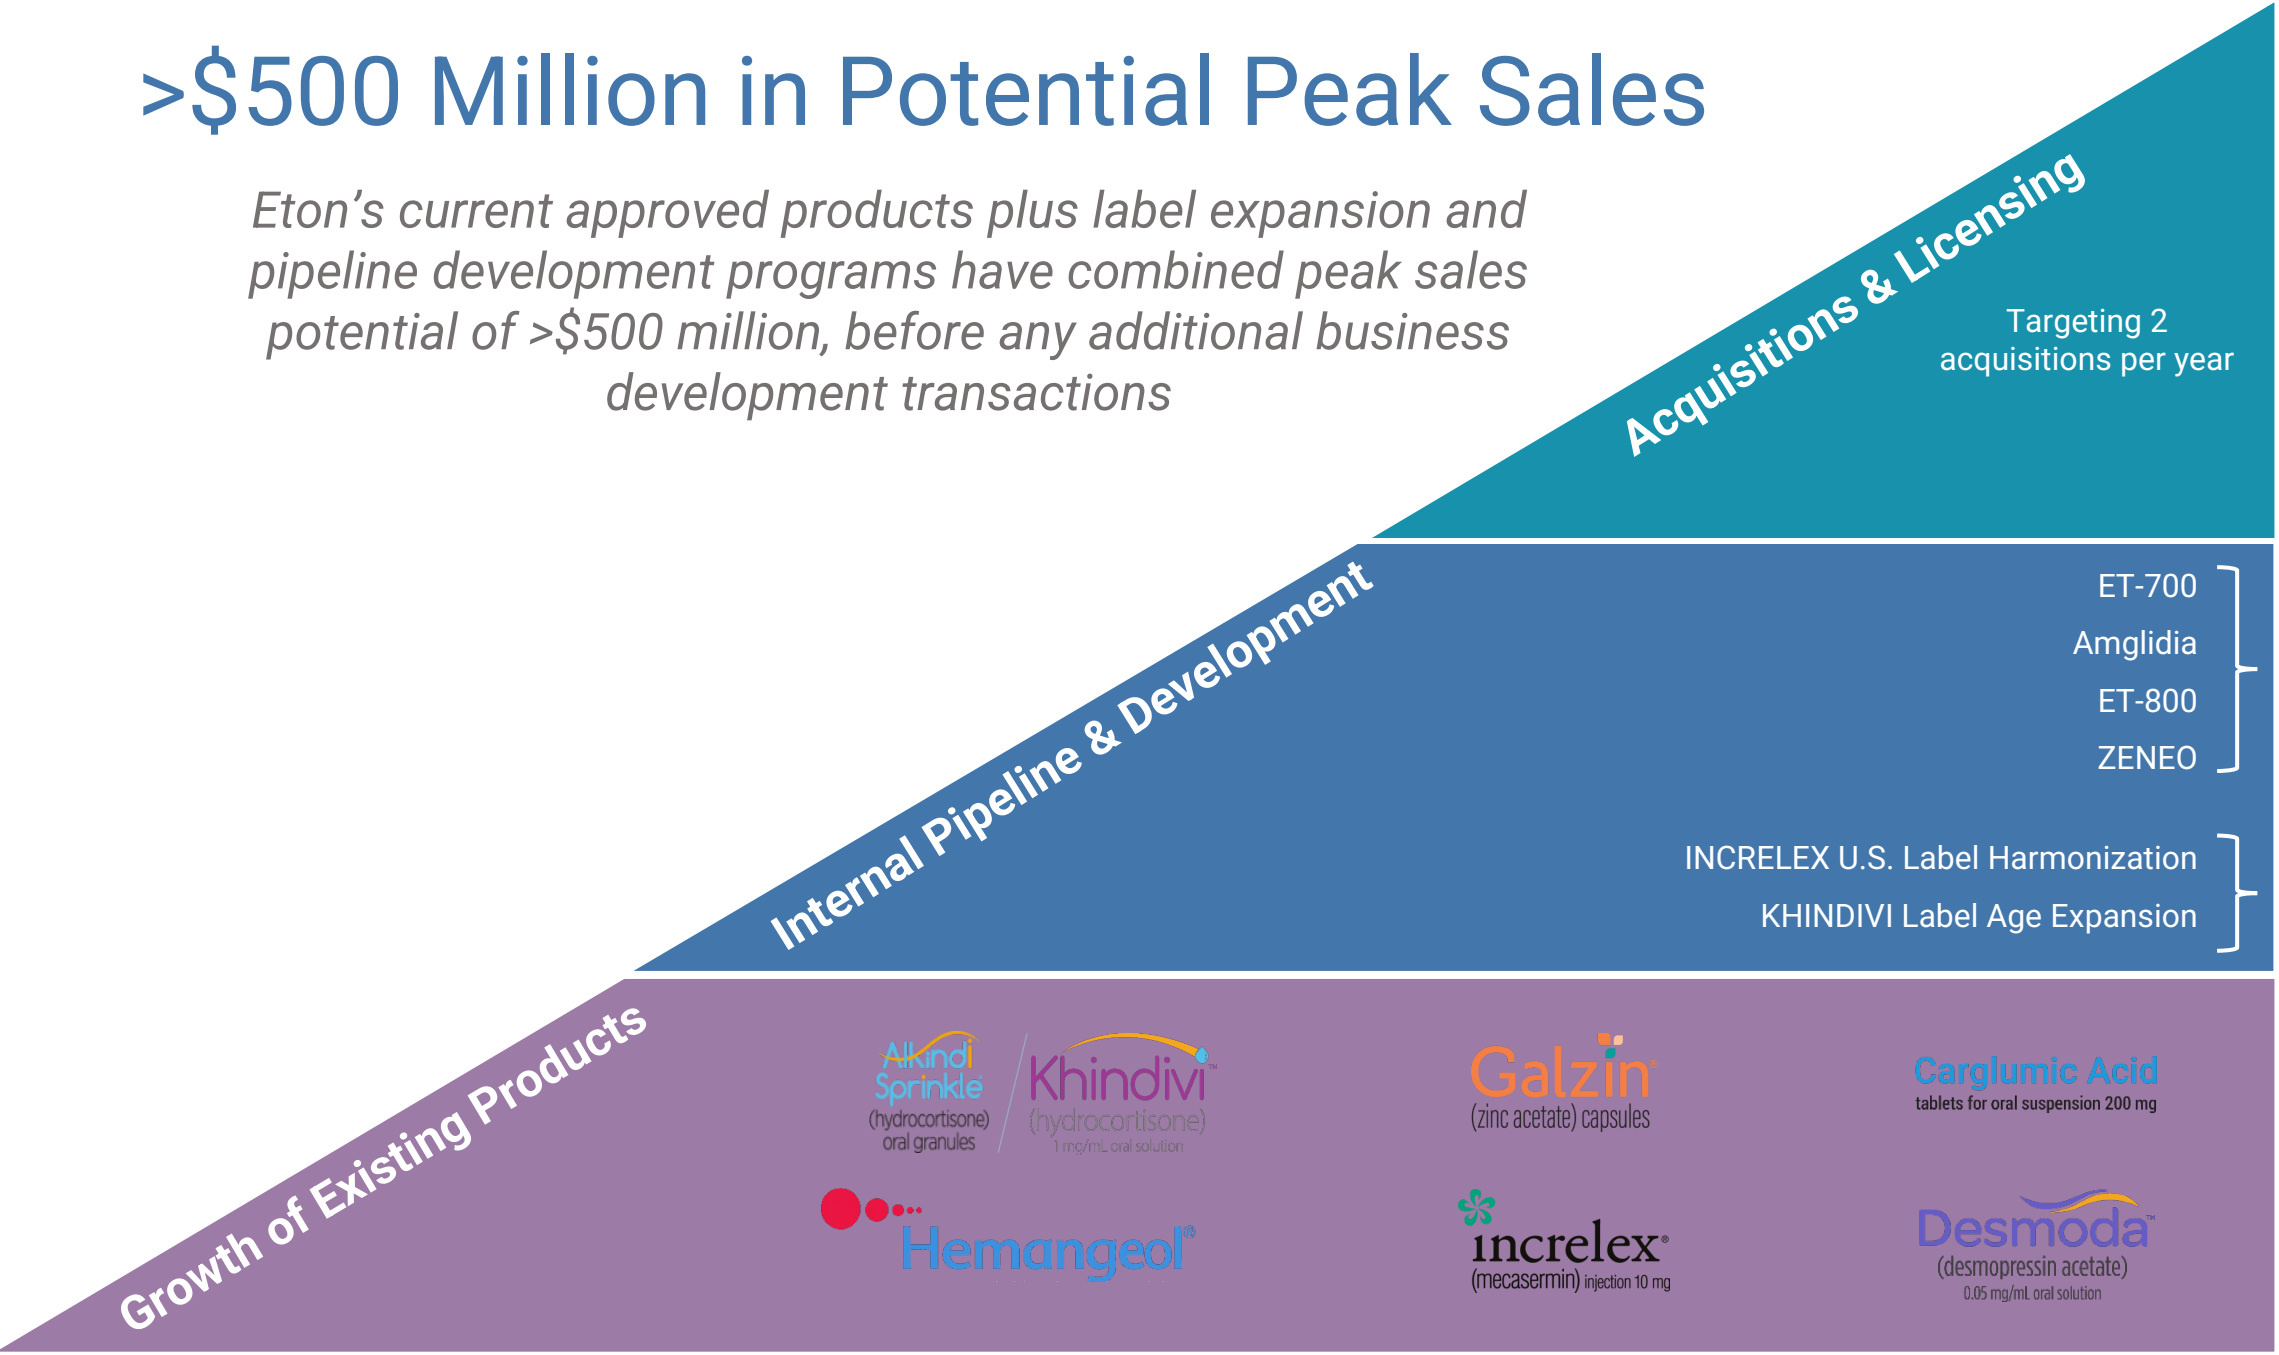 >$500 Million in Potential Peak Sales
Eton’s current approved products plus label expansion and
pipeline development programs have combined peak sales
potential of >$500 million, before any additional business
development transactions
Acquisitions & Licensing
Targeting 2
acquisitions per year
Internal Pipeline & Development
ET-700
Amglidia
ET-800
ZENEO
INCRELEX U.S. Label Harmonization
KHINDIVI Label Age Expansion
Growth of Existing Products
Alkindi
Sprinkle®
(hydrocortisone)
oral granules
Khindivi™
(hydrocortisone)
1 mg/mL oral solution
Galzin®
(zinc acetate) capsules
Carglumic Acid
tablets for oral suspension 200 mg
Hemangeol®
increlex®
(mecasermin) injection 10 mg
Desmoda™
(desmopressin acetate)
0.05 mg/mL oral solution